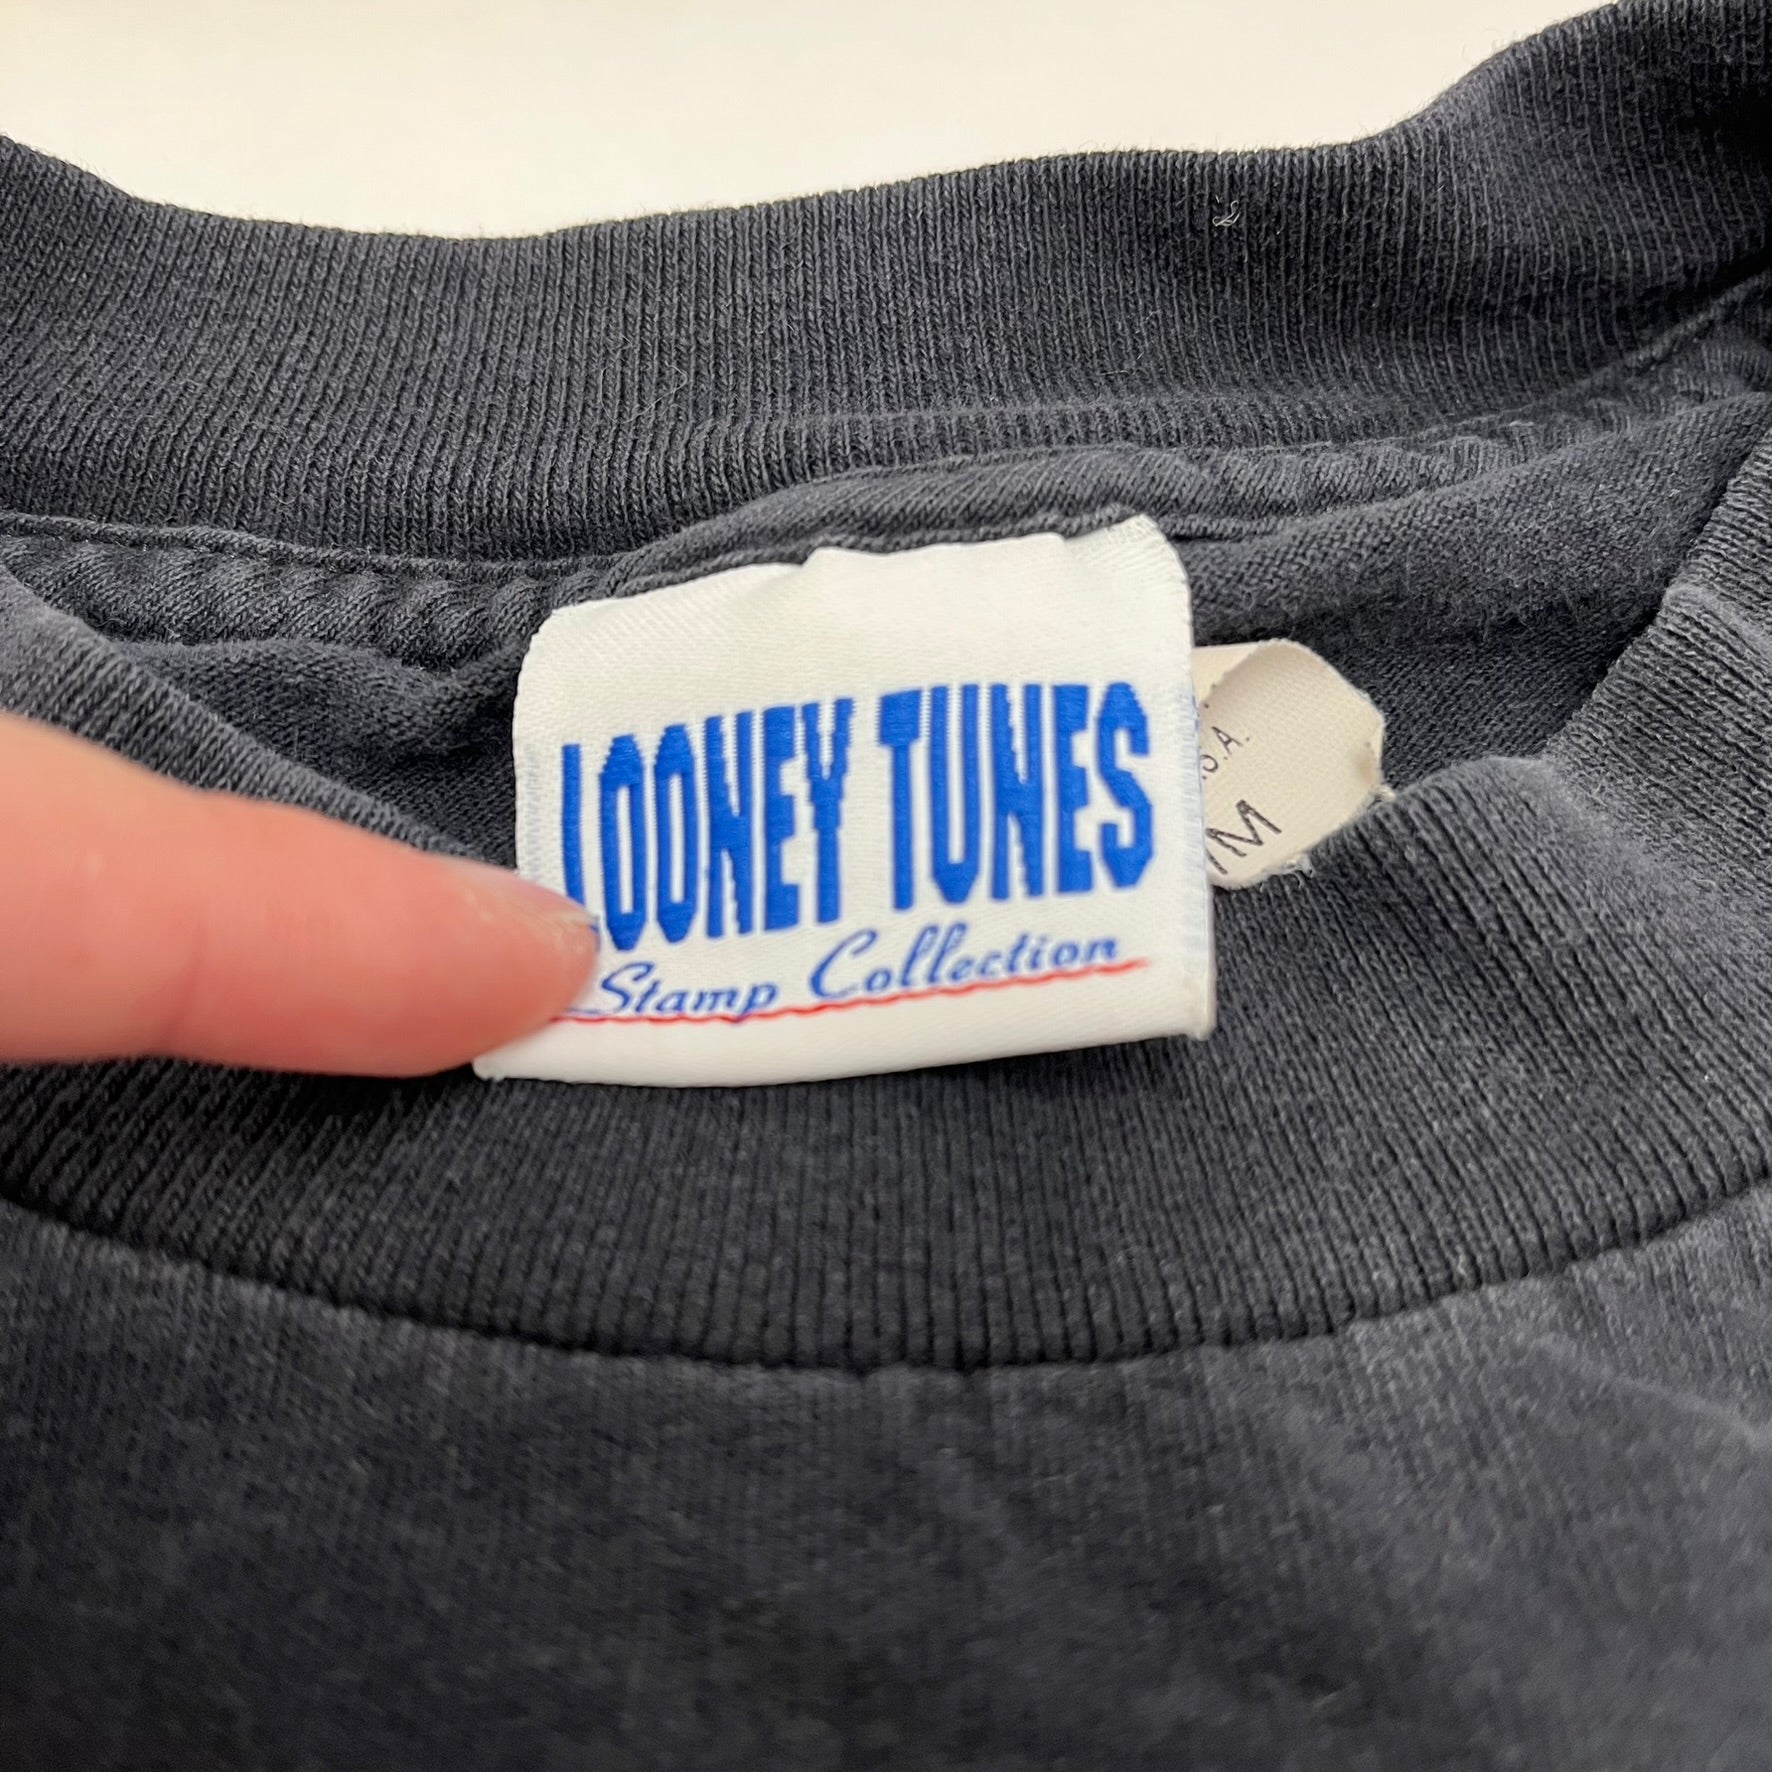 LOONEY TUNES
Stamp Collection
.S.A.
/M